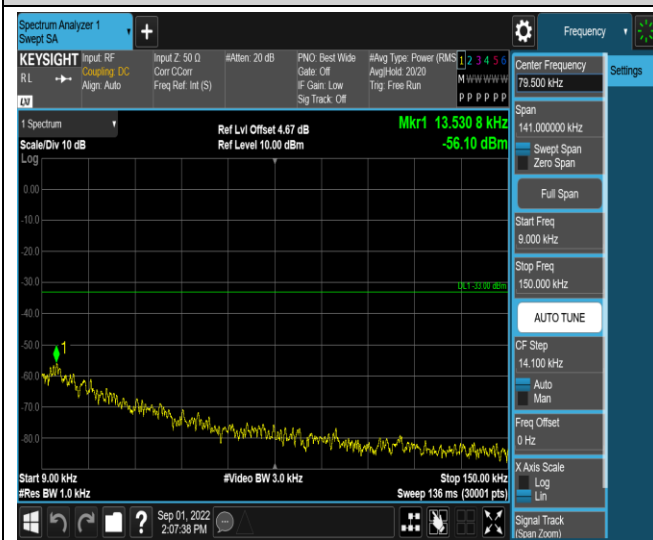 Spectrum Analyzer 1
Swept SA
+
Frequency
KEYSIGHT
RL
LXI
Input: RF
Coupling: DC
Align: Auto
Input Z: 50 Ω
Corr CCorr
Freq Ref: Int (S)
#Atten: 20 dB
PNO: Best Wide
Gate: Off
IF Gain: Low
Sig Track: Off
#Avg Type: Power (RMS
Avg|Hold: 20/20
Trig: Free Run
1 2 3 4 5 6
M W W W W W
P P P P P P
Settings
Center Frequency
79.500 kHz
Span
141.000000 kHz
Swept Span
Zero Span
Full Span
Start Freq
9.000 kHz
Stop Freq
150.000 kHz
AUTO TUNE
CF Step
14.100 kHz
Auto
Man
Freq Offset
0 Hz
X Axis Scale
Log
Lin
Signal Track
(Span Zoom)
1 Spectrum
Scale/Div 10 dB
Log
Ref Lvl Offset 4.67 dB
Ref Level 10.00 dBm
Mkr1 13.530 8 kHz
-56.10 dBm
0.00
-10.0
-20.0
-30.0
DL1 -33.00 dBm
-40.0
-50.0
1
-60.0
-70.0
-80.0
Start 9.00 kHz
#Video BW 3.0 kHz
Stop 150.00 kHz
#Res BW 1.0 kHz
Sweep 136 ms (30001 pts)
?
Sep 01, 2022
2:07:38 PM